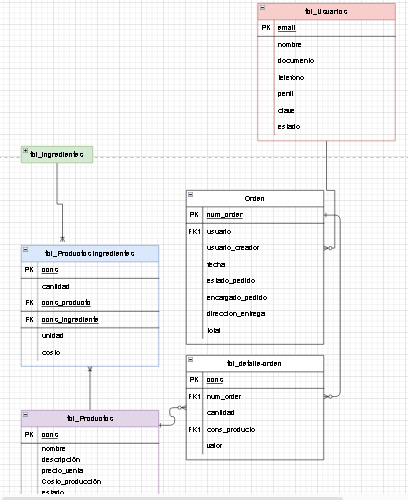 tbl_Usuarios
PK email
nombre
documento
telefono
perfil
clave
estado
tbl_Ingredientes
Orden
PK num_order
FK1 usuario
usuario_creador
fecha
estado_pedido
encargado_pedido
direccion_entrega
total
tbl_ProductosIngredientes
PK cons
cantidad
FK cons_producto
FK cons_ingrediente
unidad
costo
tbl_detalle-orden
PK cons
FK1 num_order
cantidad
FK1 cons_producto
valor
tbl_Productos
PK cons
nombre
descripción
precio_venta
Costo_producción
estado